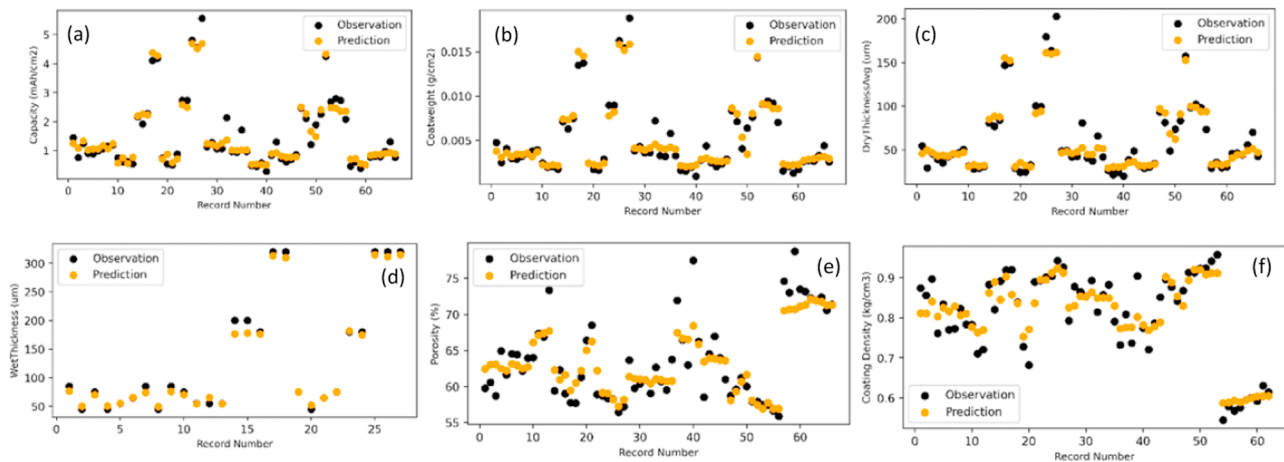 (a)
Observation
Prediction
Capacity (mAh/cm2)
5
4
3
2
1
0 10 20 30 40 50 60
Record Number
(b)
Observation
Prediction
Coatweight (g/cm2)
0.015
0.010
0.005
0 10 20 30 40 50 60
Record Number
(c)
Observation
Prediction
DryThicknessAvg (um)
200
150
100
50
0 10 20 30 40 50 60
Record Number
(d)
Observation
Prediction
WetThickness (um)
300
250
200
150
100
50
0 5 10 15 20 25
Record Number
(e)
Observation
Prediction
Porosity (%)
75
70
65
60
55
0 10 20 30 40 50 60
Record Number
(f)
Observation
Prediction
Coating Density (kg/cm3)
0.9
0.8
0.7
0.6
0 10 20 30 40 50 60
Record Number